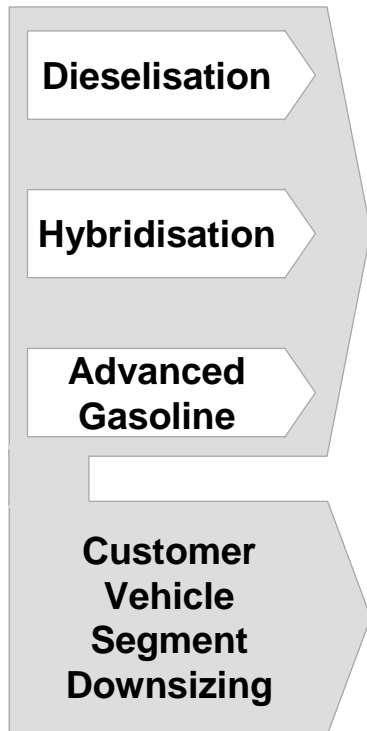 Dieselisation
Hybridisation
Advanced
Gasoline
Customer
Vehicle
Segment
Downsizing